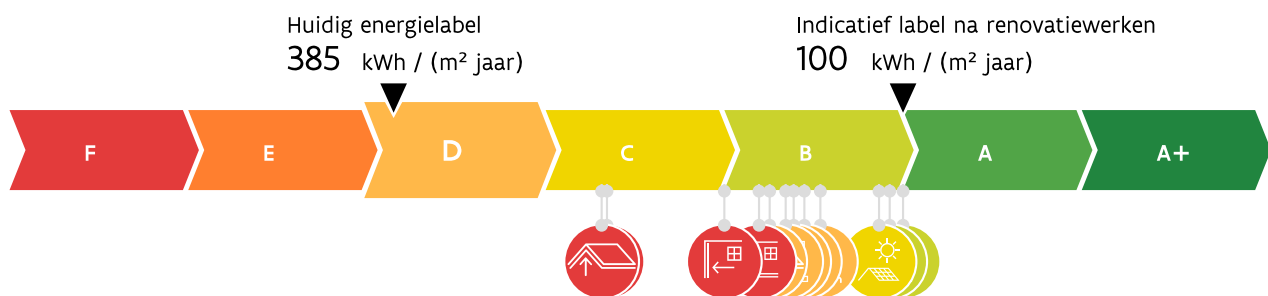 Huidig energielabel
385 kWh / (m² jaar)
Indicatief label na renovatiewerken
100 kWh / (m² jaar)
F E D C B A A+